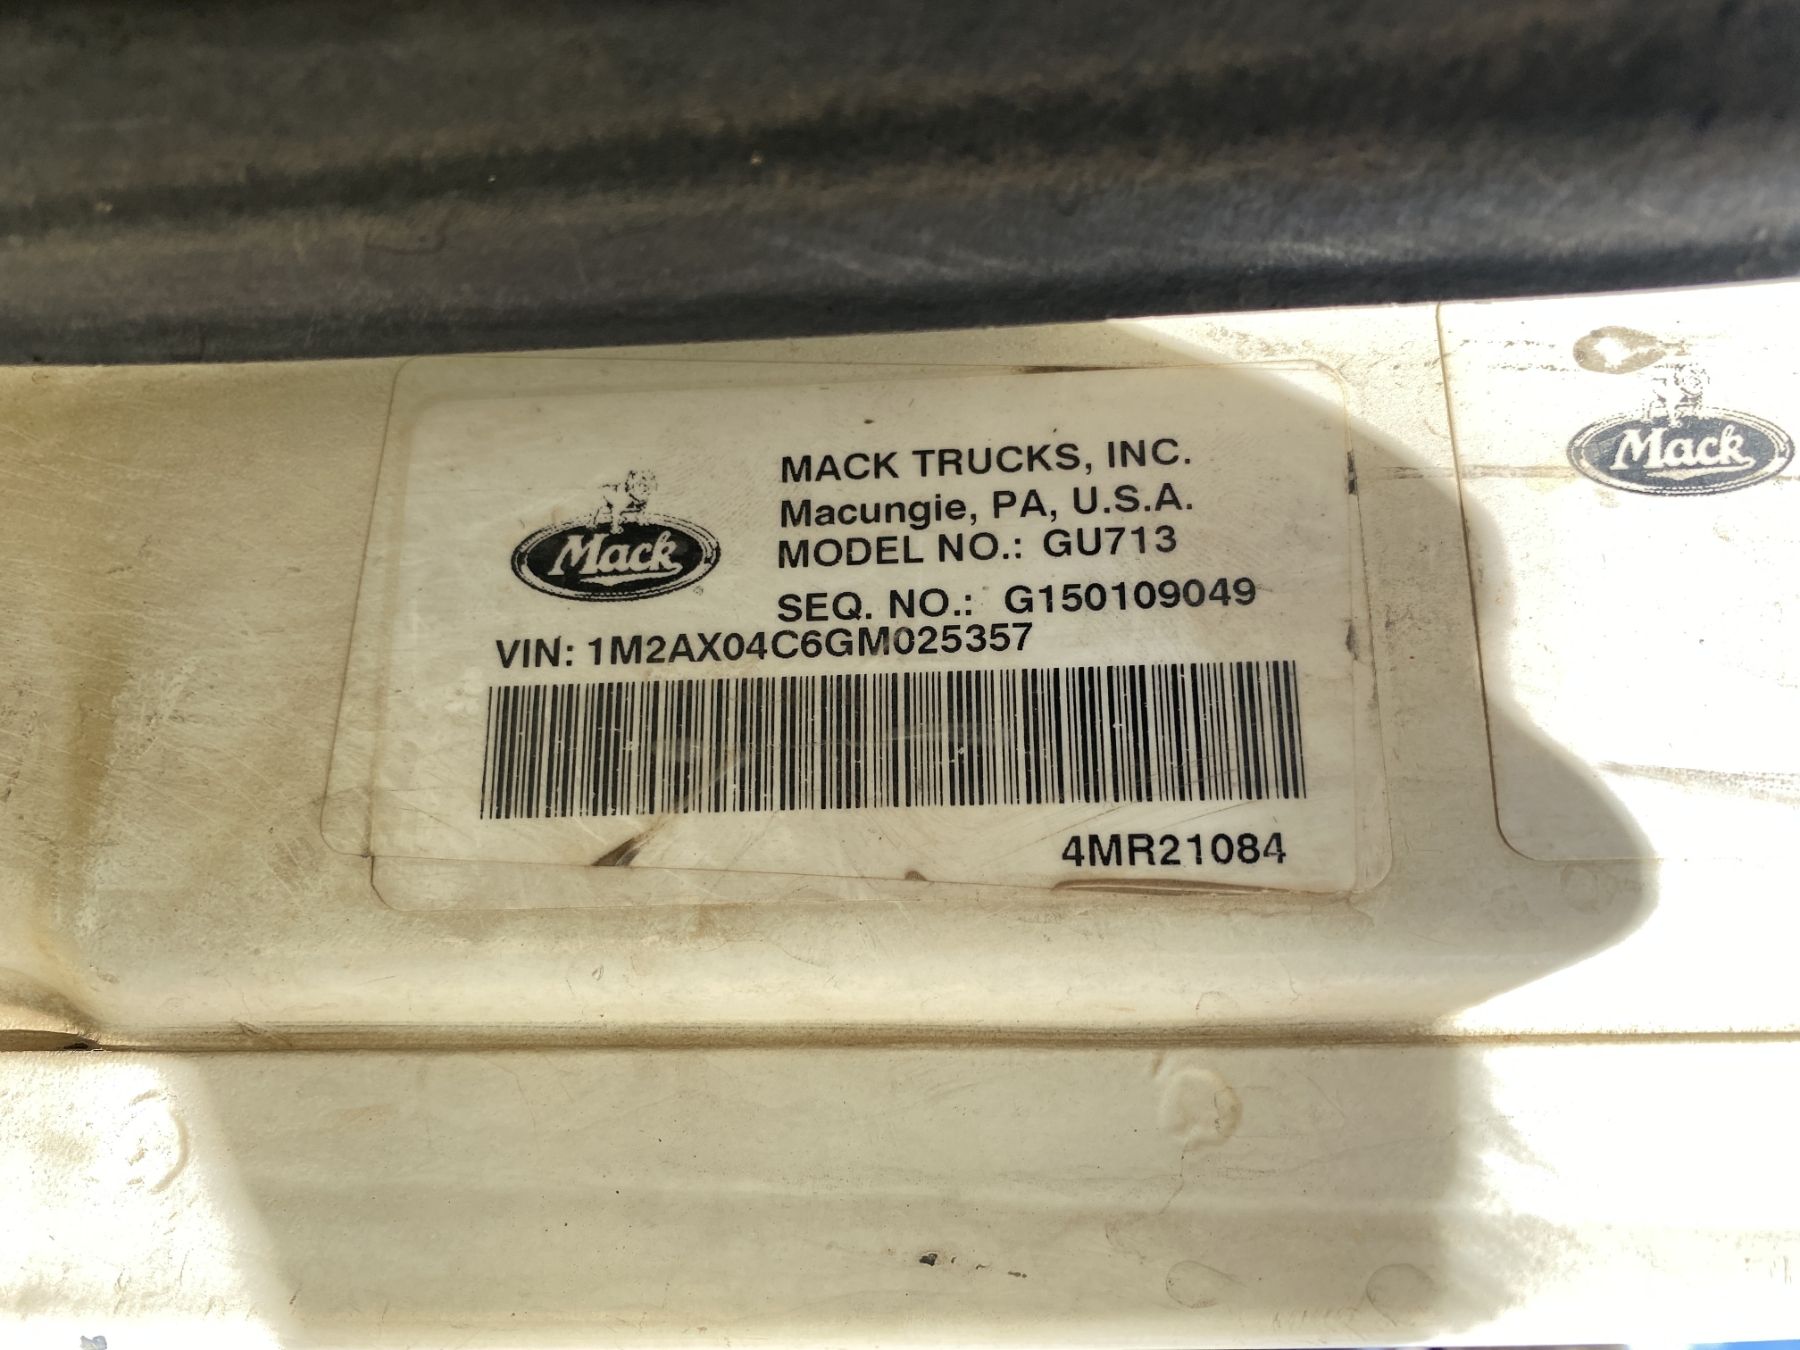 MACK TRUCKS, INC.
Macungie, PA, U.S.A.
MODEL NO.: GU713
SEQ. NO.: G150109049
VIN: 1M2AX04C6GM025357
4MR21084
Mack
Mack